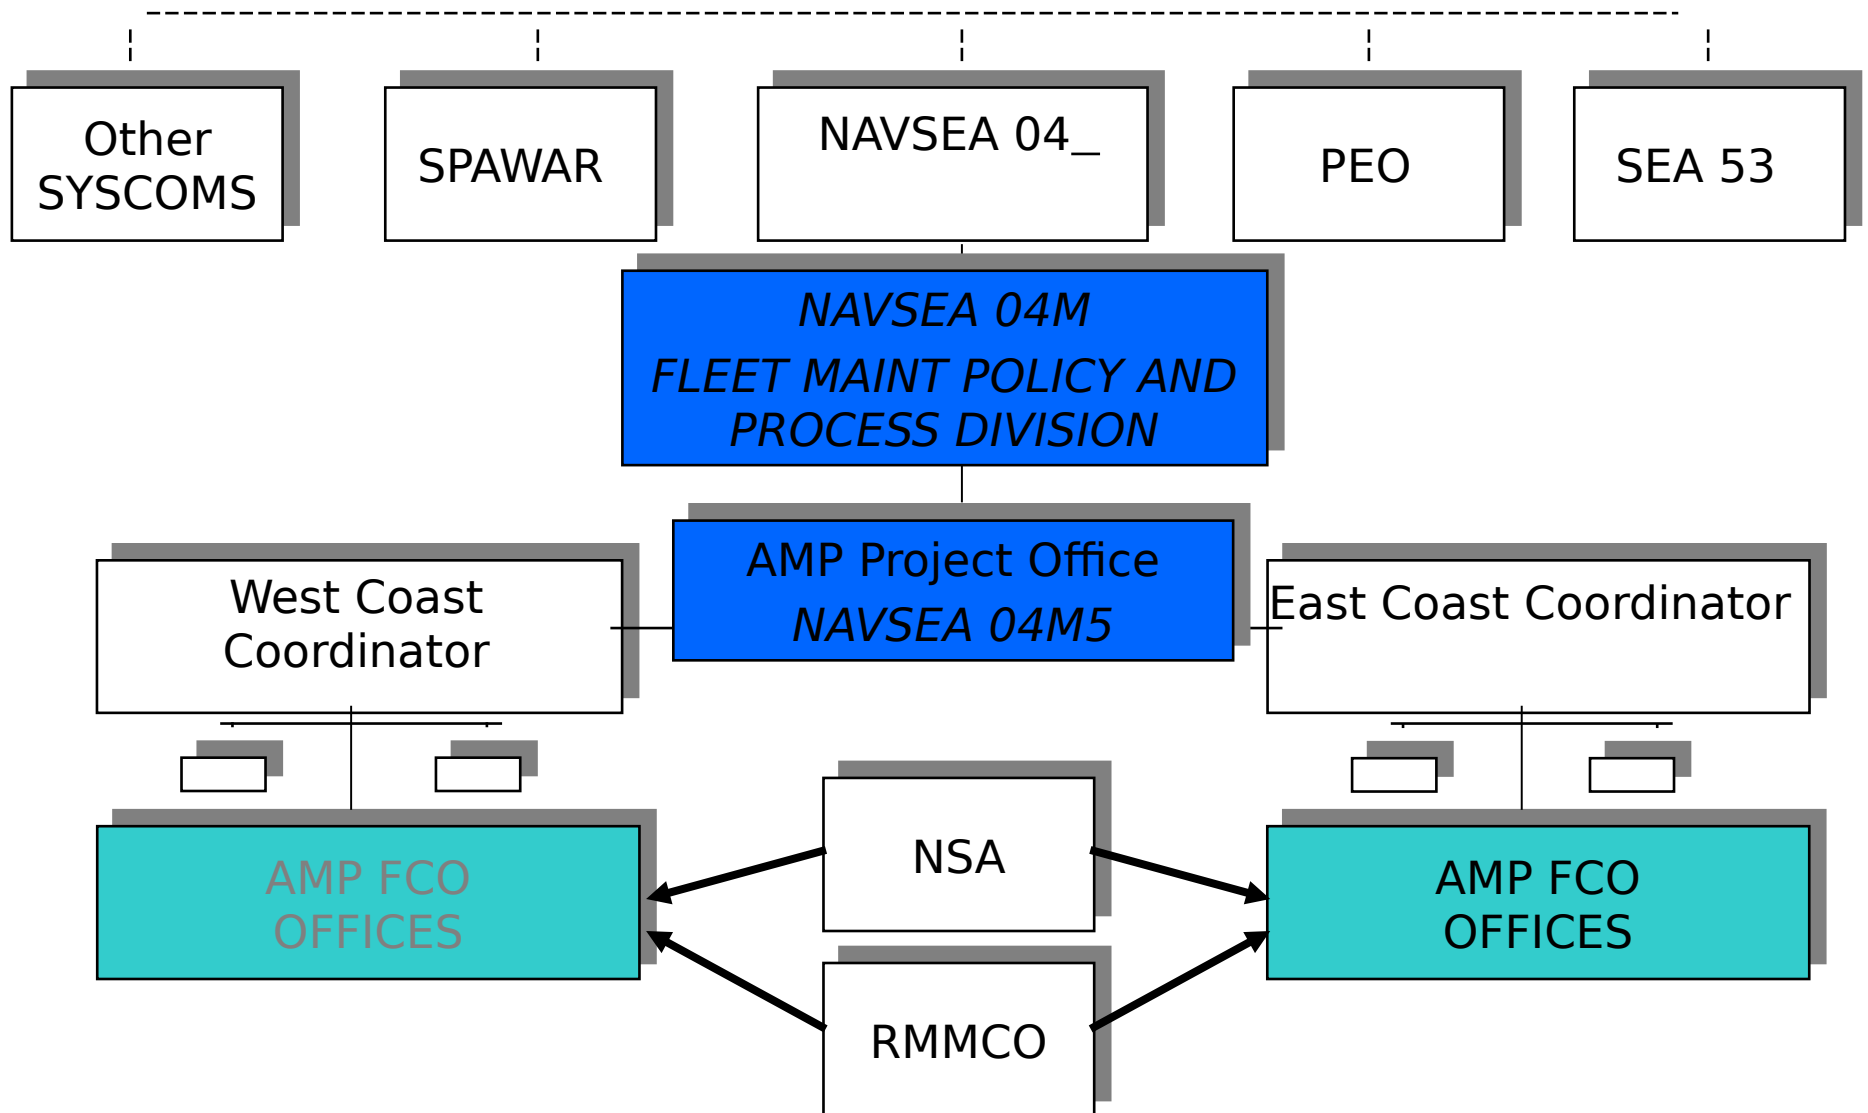 Other
SYSCOMS
SPAWAR
NAVSEA 04_
PEO
SEA 53
NAVSEA 04M
FLEET MAINT POLICY AND
PROCESS DIVISION
AMP Project Office
NAVSEA 04M5
West Coast
Coordinator
East Coast Coordinator
NSA
AMP FCO
OFFICES
AMP FCO
OFFICES
RMMCO